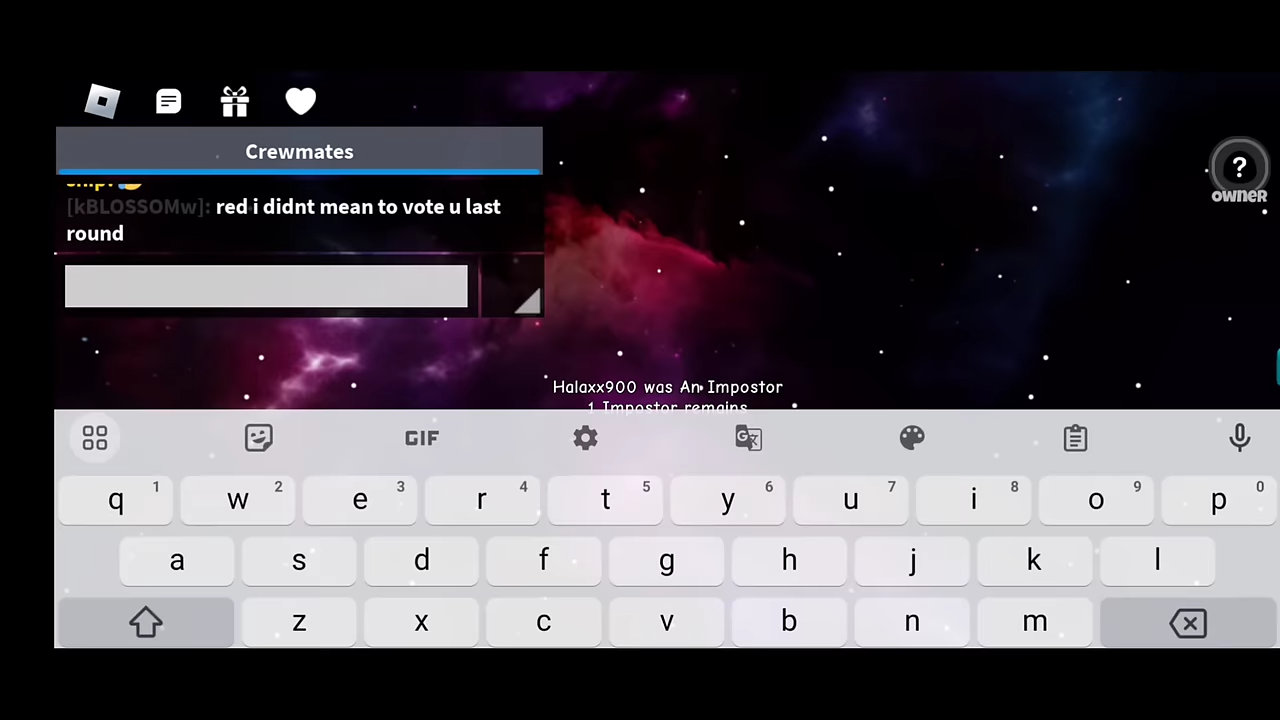 Crewmates
ship!
[kBLOSSOMw]: red i didnt mean to vote u last
round
?
OWNER
Halaxx900 was An Impostor
1 Impostor remains
GIF
q 1 w 2 e 3 r 4 t 5 y 6 u 7 i 8 o 9 p 0
a s d f g h j k l
z x c v b n m